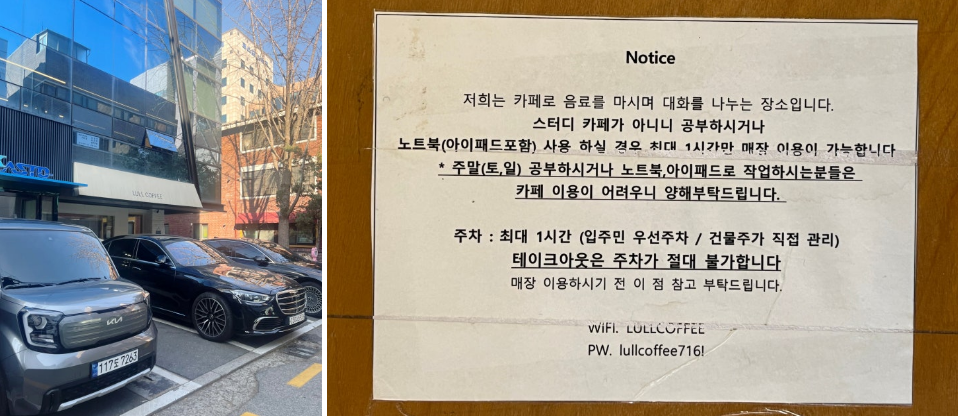 LULL COFFEE
KIA
117도 7263
Notice
저희는 카페로 음료를 마시며 대화를 나누는 장소입니다.
스터디 카페가 아니니 공부하시거나
노트북(아이패드포함) 사용 하실 경우 최대 1시간만 매장 이용이 가능합니다
* 주말(토,일) 공부하시거나 노트북,아이패드로 작업하시는분들은
카페 이용이 어려우니 양해부탁드립니다.
주차 : 최대 1시간 (입주민 우선주차 / 건물주가 직접 관리)
테이크아웃은 주차가 절대 불가합니다
매장 이용하시기 전 이 점 참고 부탁드립니다.
WIFI. LULLCOFFEE
PW. lullcoffee716!